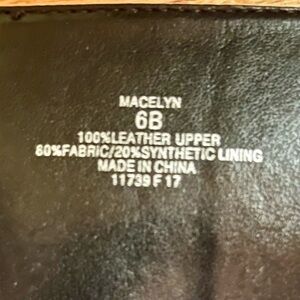 MACELYN
6B
100%LEATHER UPPER
80%FABRIC/20%SYNTHETIC LINING
MADE IN CHINA
11739 F 17